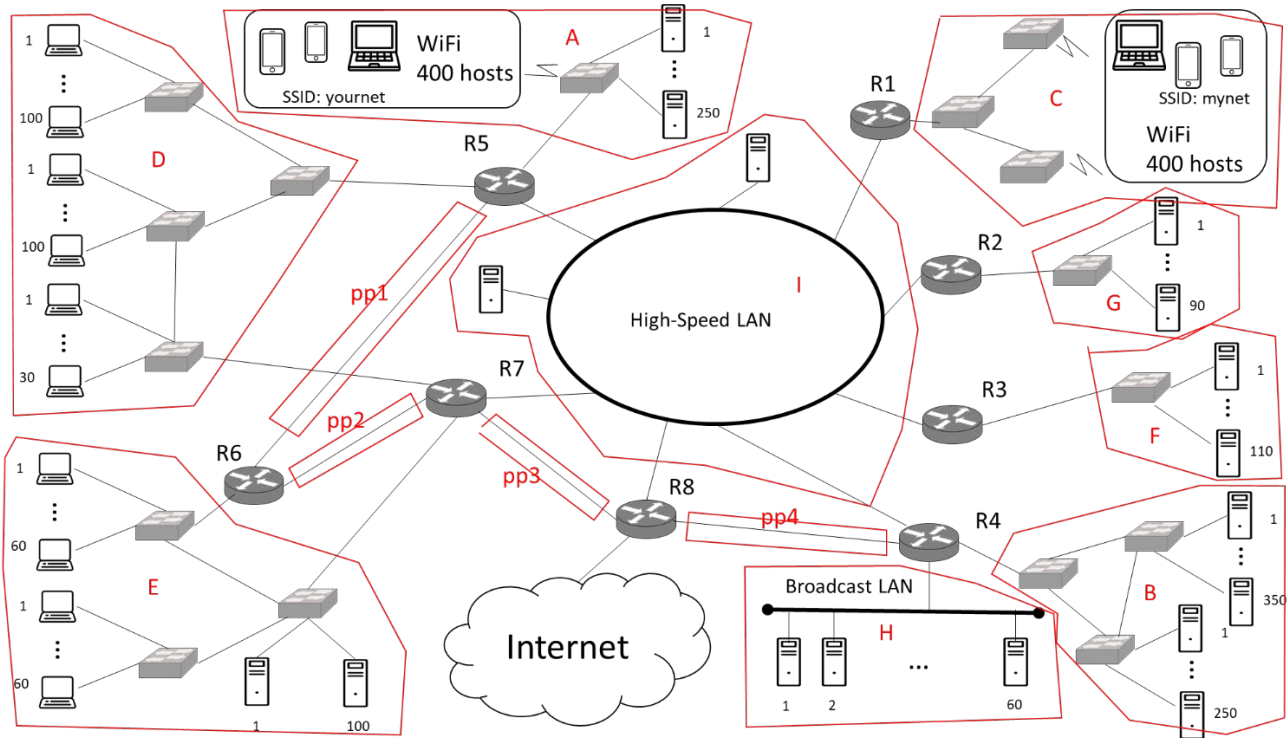 1
100
1
100
1
30
D
WiFi
400 hosts
SSID: yournet
A
1
250
R1
C
SSID: mynet
WiFi
400 hosts
R5
R2
1
90
G
I
High-Speed LAN
pp1
R7
R3
1
110
F
pp2
R6
pp3
R8
pp4
R4
1
60
1
60
E
1
100
Internet
Broadcast LAN
H
1
2
...
60
B
1
350
1
250